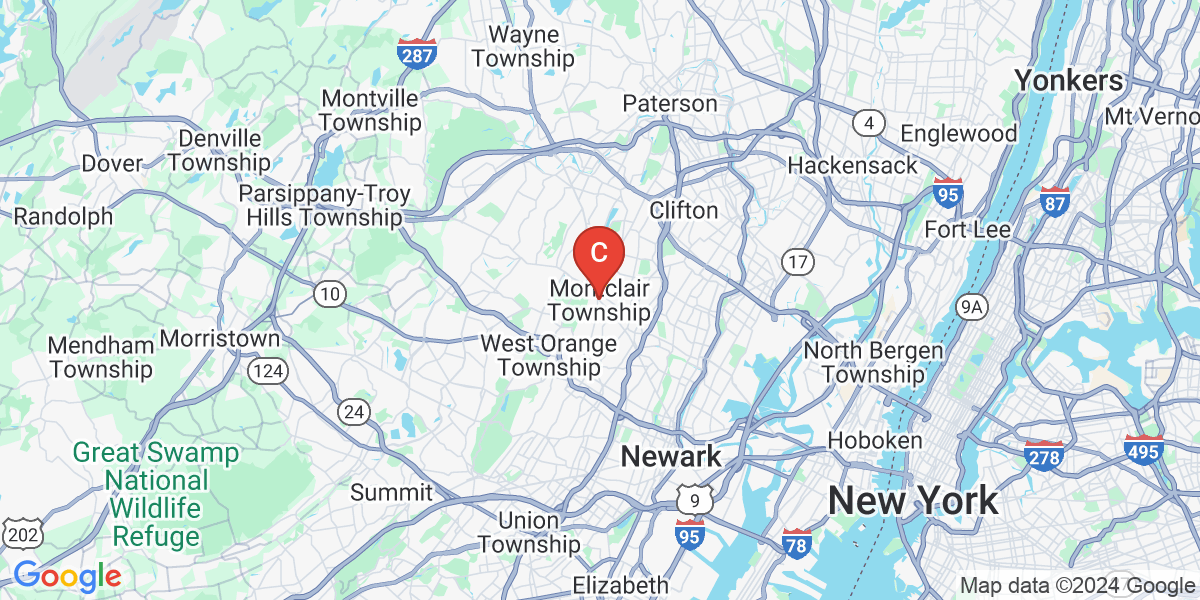 Wayne
Township
287
Yonkers
Montville
Township
Paterson
4
Englewood
Mt Verno
Denville
Township
Dover
Hackensack
Parsippany-Troy
Hills Township
95
87
Randolph
Clifton
Fort Lee
C
17
Montclair
Township
10
9A
Morristown
West Orange
Township
Mendham
Township
North Bergen
Township
124
24
Great Swamp
National
Wildlife
Refuge
Newark
Hoboken
278
495
Summit
9
New York
202
Union
Township
95
78
Elizabeth
Google
Map data ©2024 Google